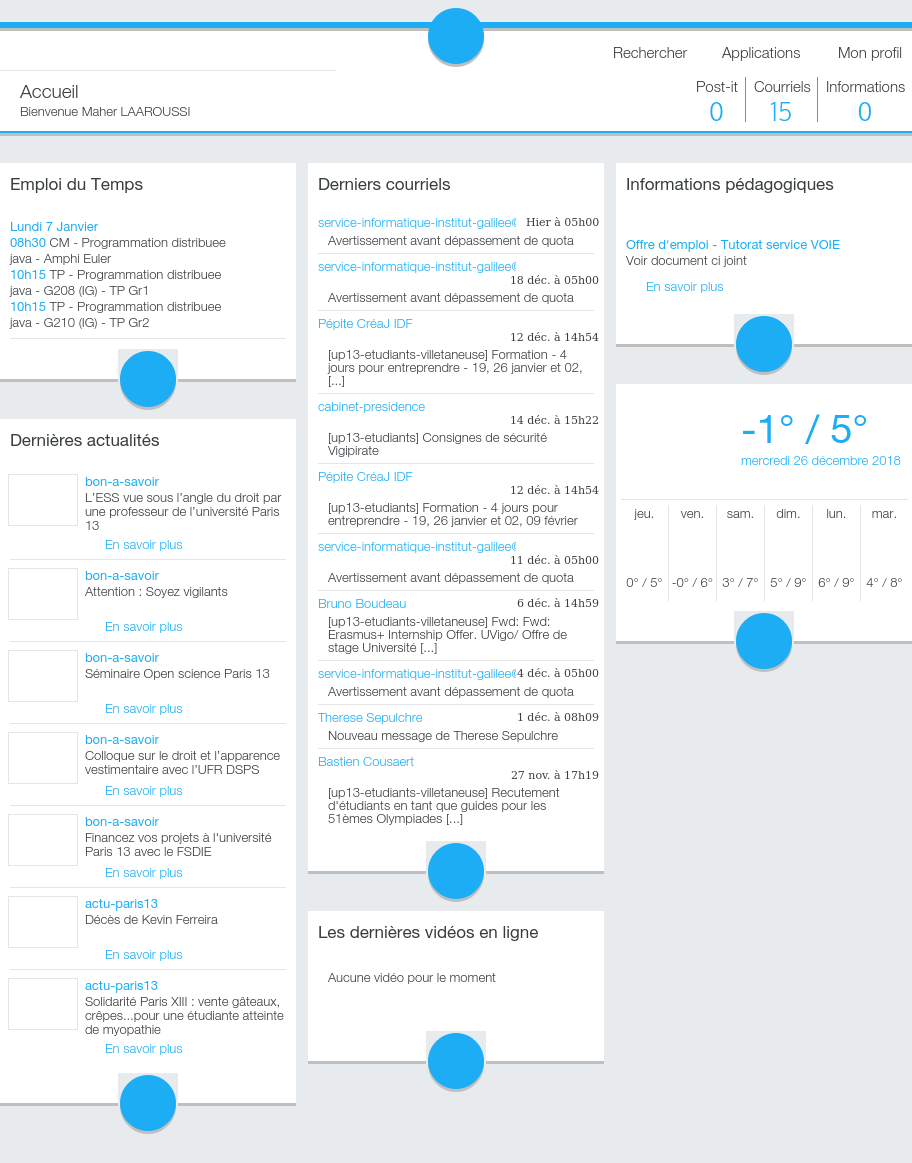 Rechercher
Applications
Mon profil
Accueil
Bienvenue Maher LAAROUSSI
Post-it
Courriels
Informations
0
15
0
Emploi du Temps
Lundi 7 Janvier
08h30 CM - Programmation distribuee
java - Amphi Euler
10h15 TP - Programmation distribuee
java - G208 (IG) - TP Gr1
10h15 TP - Programmation distribuee
java - G210 (IG) - TP Gr2
Dernières actualités
bon-a-savoir
L'ESS vue sous l'angle du droit par
une professeur de l'université Paris
13
En savoir plus
bon-a-savoir
Attention : Soyez vigilants
En savoir plus
bon-a-savoir
Séminaire Open science Paris 13
En savoir plus
bon-a-savoir
Colloque sur le droit et l'apparence
vestimentaire avec l'UFR DSPS
En savoir plus
bon-a-savoir
Financez vos projets à l'université
Paris 13 avec le FSDIE
En savoir plus
actu-paris13
Décès de Kevin Ferreira
En savoir plus
actu-paris13
Solidarité Paris XIII : vente gâteaux,
crêpes...pour une étudiante atteinte
de myopathie
En savoir plus
Derniers courriels
service-informatique-institut-galilee@ Hier à 05h00
Avertissement avant dépassement de quota
service-informatique-institut-galilee@
18 déc. à 05h00
Avertissement avant dépassement de quota
Pépite CréaJ IDF
12 déc. à 14h54
[up13-etudiants-villetaneuse] Formation - 4
jours pour entreprendre - 19, 26 janvier et 02,
[...]
cabinet-presidence
14 déc. à 15h22
[up13-etudiants] Consignes de sécurité
Vigipirate
Pépite CréaJ IDF
12 déc. à 14h54
[up13-etudiants] Formation - 4 jours pour
entreprendre - 19, 26 janvier et 02, 09 février
service-informatique-institut-galilee@
11 déc. à 05h00
Avertissement avant dépassement de quota
Bruno Boudeau 6 déc. à 14h59
[up13-etudiants-villetaneuse] Fwd: Fwd:
Erasmus+ Internship Offer. UVigo/ Offre de
stage Université [...]
service-informatique-institut-galilee@ 4 déc. à 05h00
Avertissement avant dépassement de quota
Therese Sepulchre 1 déc. à 08h09
Nouveau message de Therese Sepulchre
Bastien Cousaert
27 nov. à 17h19
[up13-etudiants-villetaneuse] Recutement
d'étudiants en tant que guides pour les
51èmes Olympiades [...]
Les dernières vidéos en ligne
Aucune vidéo pour le moment
Informations pédagogiques
Offre d'emploi - Tutorat service VOIE
Voir document ci joint
En savoir plus
-1° / 5°
mercredi 26 décembre 2018
jeu. ven. sam. dim. lun. mar.
0° / 5° -0° / 6° 3° / 7° 5° / 9° 6° / 9° 4° / 8°